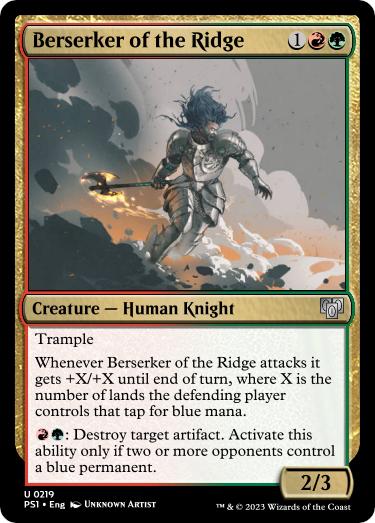 Berserker of the Ridge 1
Creature — Human Knight
Trample
Whenever Berserker of the Ridge attacks it
gets +X/+X until end of turn, where X is the
number of lands the defending player
controls that tap for blue mana.
: Destroy target artifact. Activate this
ability only if two or more opponents control
a blue permanent.
2/3
U 0219
PS1 • Eng Unknown Artist
™ & © 2023 Wizards of the Coast